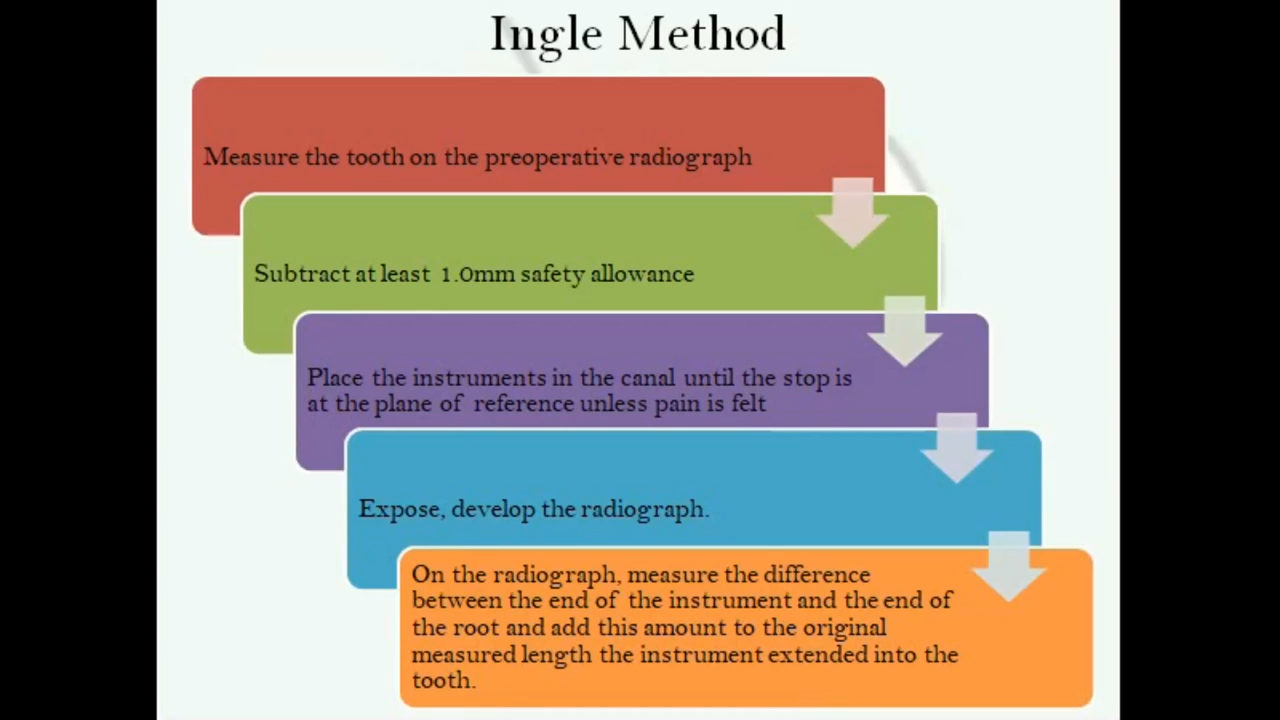 Ingle Method
Measure the tooth on the preoperative radiograph
Subtract at least 1.0mm safety allowance
Place the instruments in the canal until the stop is
at the plane of reference unless pain is felt
Expose, develop the radiograph.
On the radiograph, measure the difference
between the end of the instrument and the end of
the root and add this amount to the original
measured length the instrument extended into the
tooth.